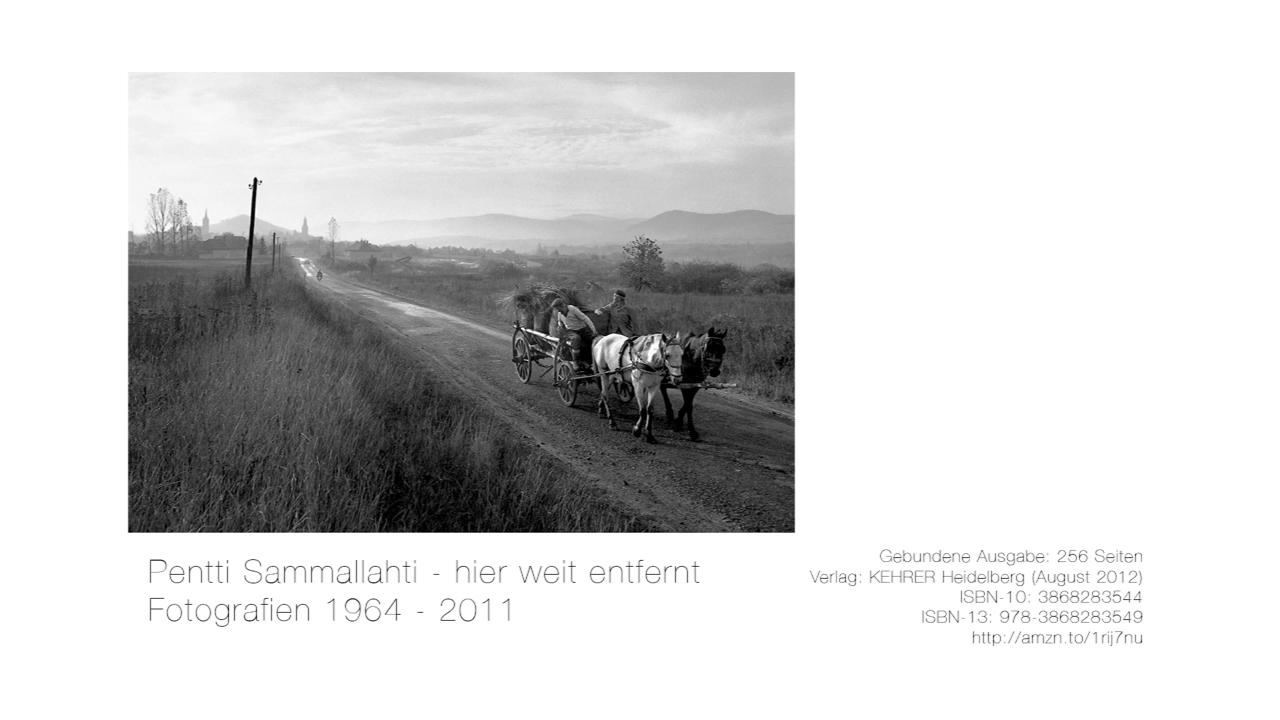 Pentti Sammallahti - hier weit entfernt
Fotografien 1964 - 2011
Gebundene Ausgabe: 256 Seiten
Verlag: KEHRER Heidelberg (August 2012)
ISBN-10: 3868283544
ISBN-13: 978-3868283549
http://amzn.to/1rij7nu